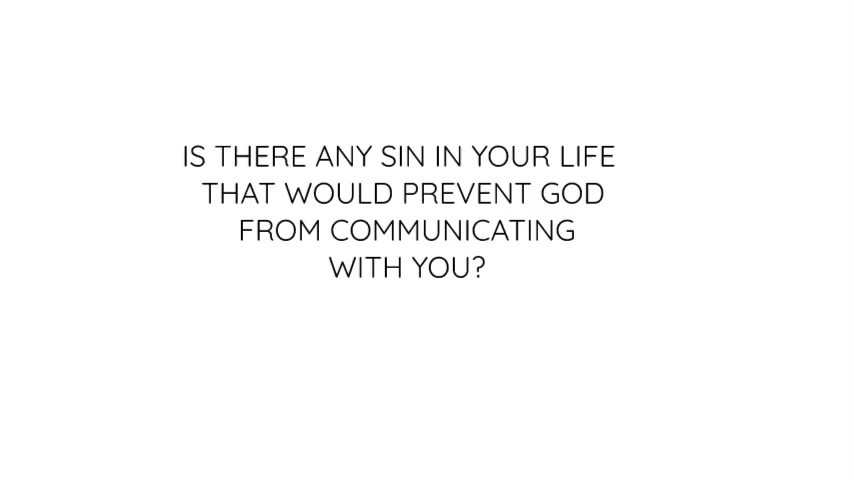 IS THERE ANY SIN IN YOUR LIFE
THAT WOULD PREVENT GOD
FROM COMMUNICATING
WITH YOU?